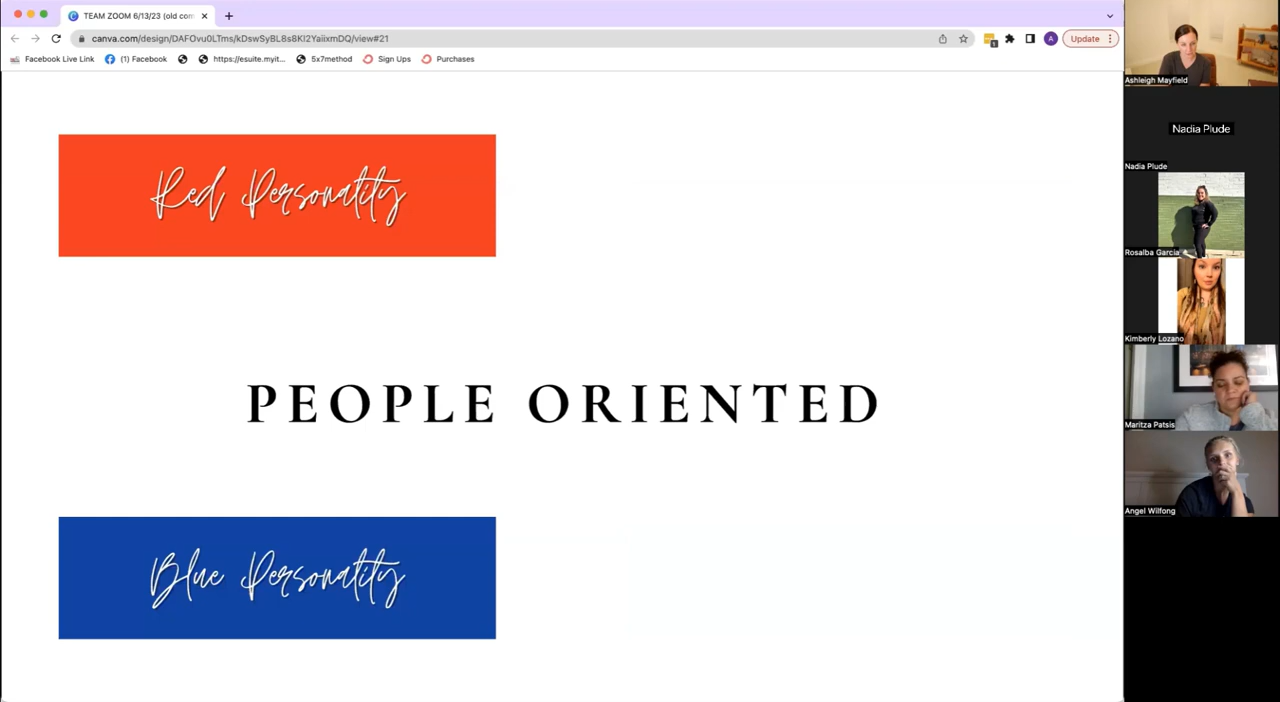 TEAM ZOOM 6/13/23 (old com
canva.com/design/DAFOvu0LTms/kDswSyBL8s8KI2YaiixmDQ/view#21
1
A
Update
Facebook Live Link
(1) Facebook
https://esuite.myit...
5x7method
Sign Ups
Purchases
Red Personality
PEOPLE ORIENTED
Blue Personality
Ashleigh Mayfield
Nadia Plude
Nadia Plude
Rosalba Garcia
Kimberly Lozano
Maritza Patsis
Angel Wilfong